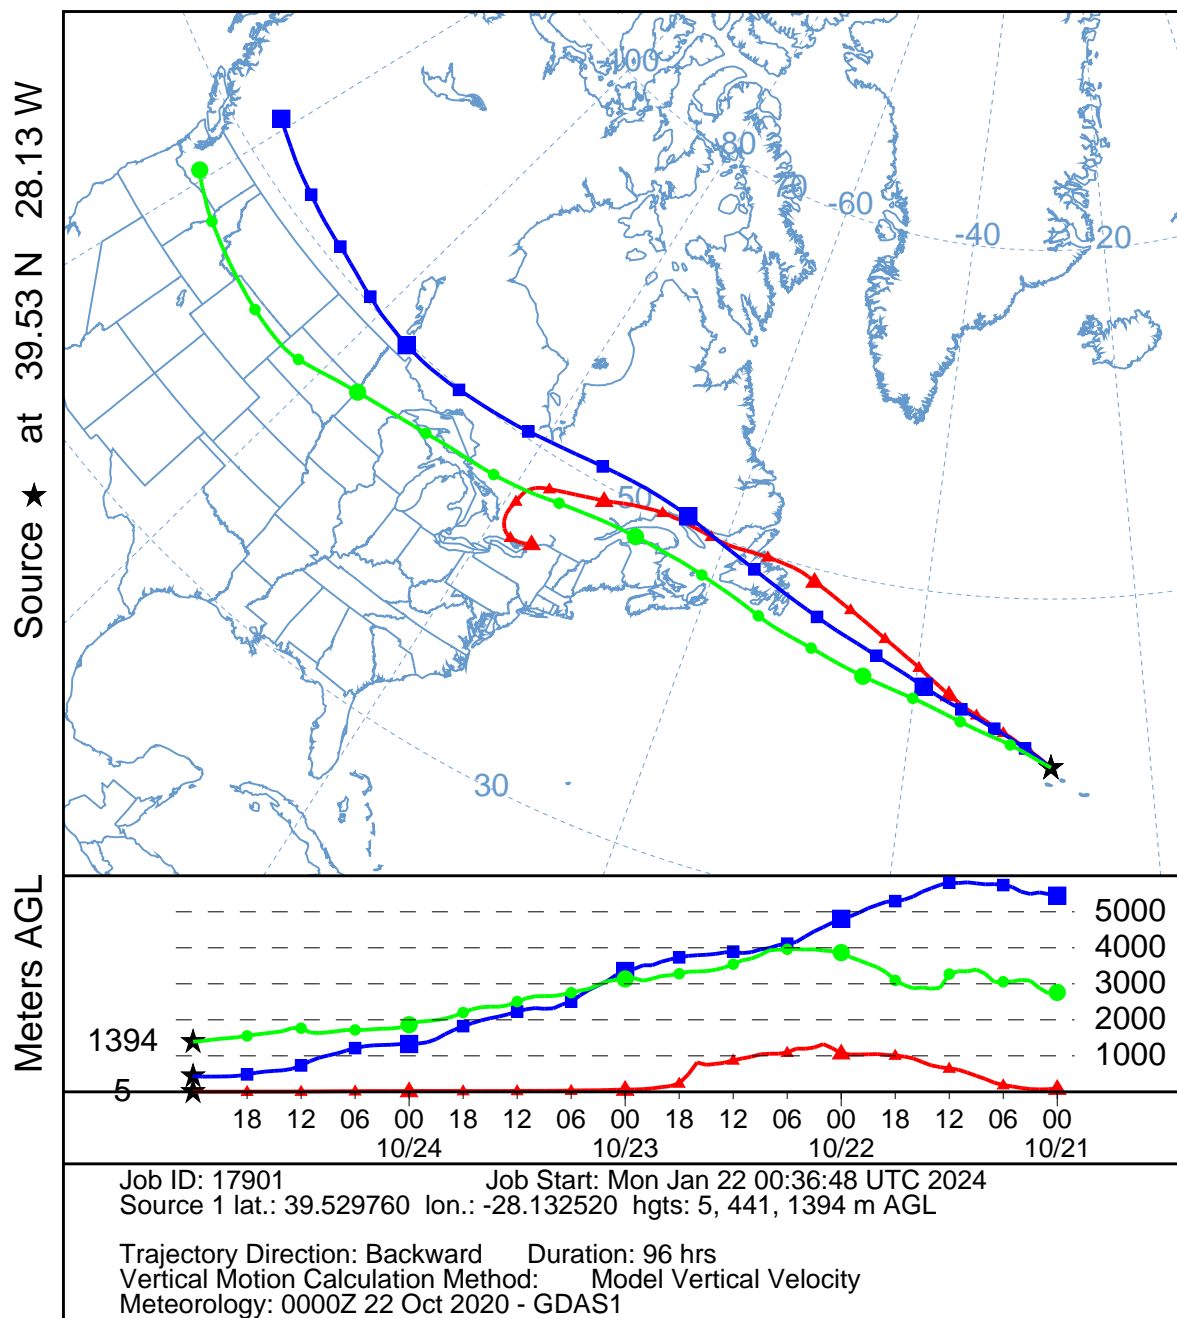 Source ★ at 39.53 N 28.13 W
-100
-80
70
-60
-40
20
50
30
Meters AGL
5000
4000
3000
2000
1000
1394
5
18 12 06 00 18 12 06 00 18 12 06 00 18 12 06 00
10/24 10/23 10/22 10/21
Job ID: 17901 Job Start: Mon Jan 22 00:36:48 UTC 2024
Source 1 lat.: 39.529760 lon.: -28.132520 hgts: 5, 441, 1394 m AGL
Trajectory Direction: Backward Duration: 96 hrs
Vertical Motion Calculation Method: Model Vertical Velocity
Meteorology: 0000Z 22 Oct 2020 - GDAS1